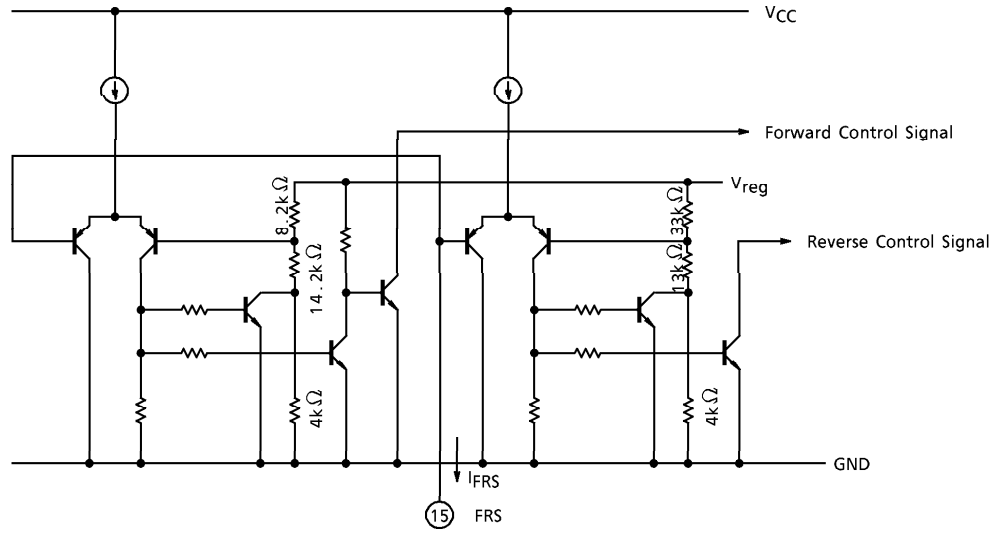 VCC
Forward Control Signal
8.2kΩ
Vreg
33kΩ
Reverse Control Signal
14.2kΩ
13kΩ
4kΩ
4kΩ
GND
IFRS
15 FRS